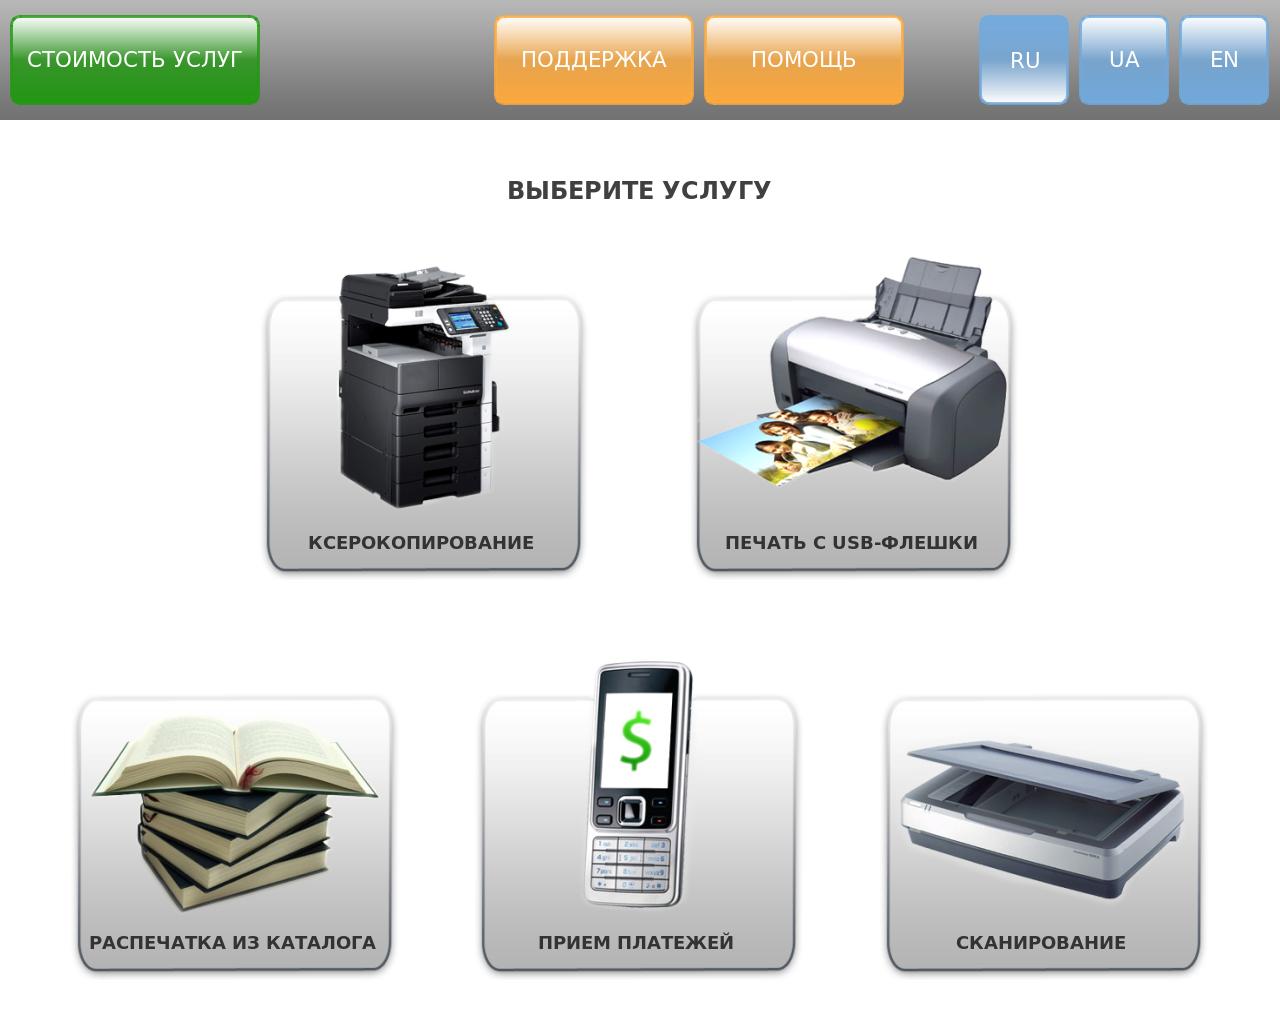 СТОИМОСТЬ УСЛУГ
ПОДДЕРЖКА
ПОМОЩЬ
RU
UA
EN
ВЫБЕРИТЕ УСЛУГУ
КСЕРОКОПИРОВАНИЕ
ПЕЧАТЬ С USB-ФЛЕШКИ
$
РАСПЕЧАТКА ИЗ КАТАЛОГА
ПРИЕМ ПЛАТЕЖЕЙ
СКАНИРОВАНИЕ